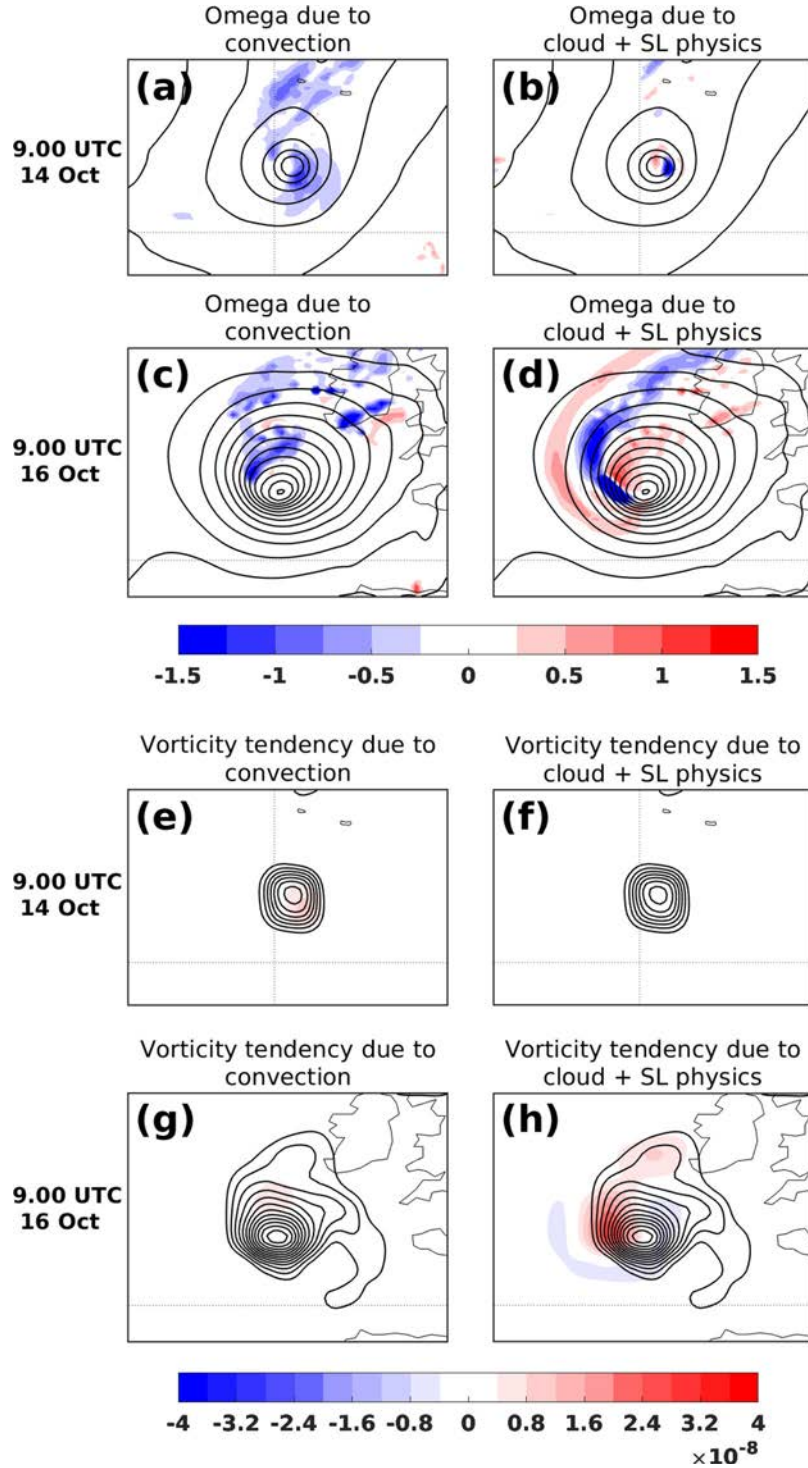 Omega due to
convection
Omega due to
cloud + SL physics
(a)
(b)
9.00 UTC
14 Oct
Omega due to
convection
Omega due to
cloud + SL physics
(c)
(d)
9.00 UTC
16 Oct
-1.5 -1 -0.5 0 0.5 1 1.5
Vorticity tendency due to
convection
Vorticity tendency due to
cloud + SL physics
(e)
(f)
9.00 UTC
14 Oct
Vorticity tendency due to
convection
Vorticity tendency due to
cloud + SL physics
(g)
(h)
9.00 UTC
16 Oct
-4 -3.2 -2.4 -1.6 -0.8 0 0.8 1.6 2.4 3.2 4
×10⁻⁸